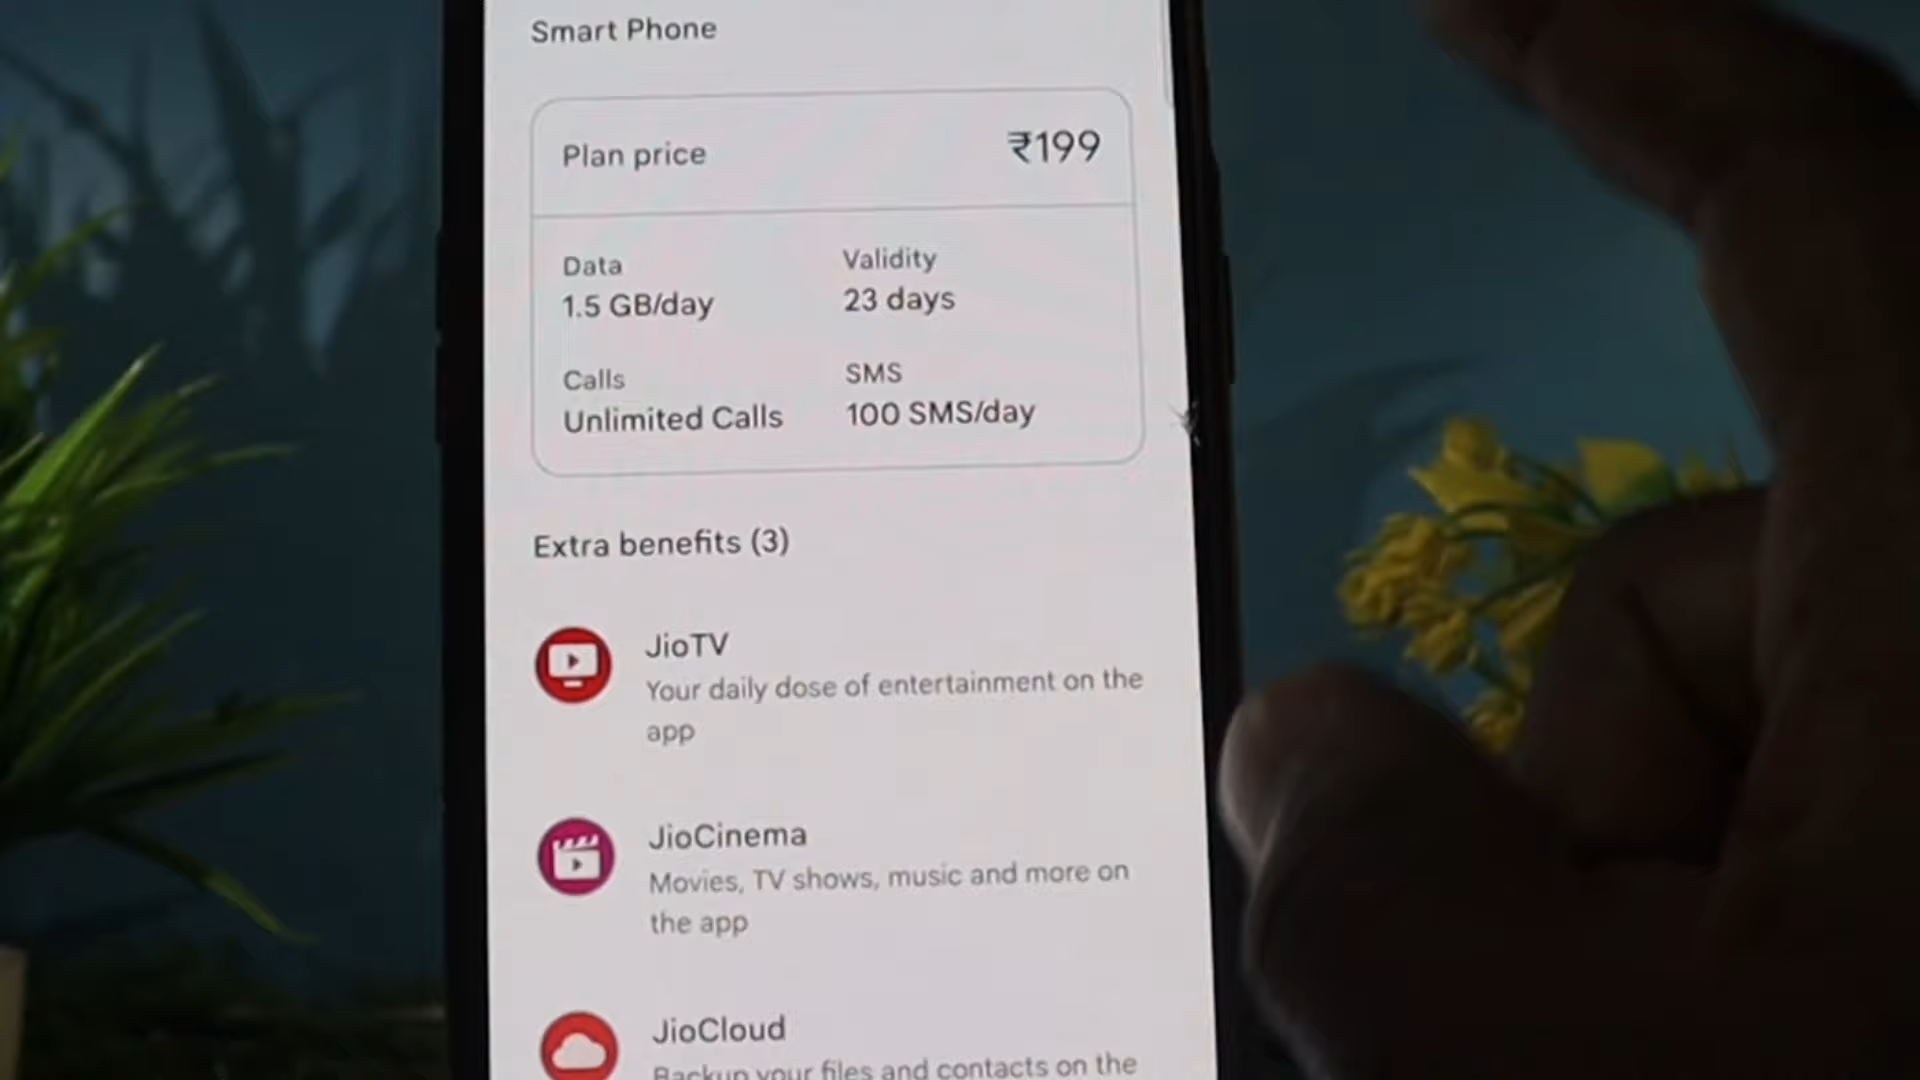 Smart Phone
Plan price ₹199
Data Validity
1.5 GB/day 23 days
Calls SMS
Unlimited Calls 100 SMS/day
Extra benefits (3)
JioTV
Your daily dose of entertainment on the
app
JioCinema
Movies, TV shows, music and more on
the app
JioCloud
Backup your files and contacts on the